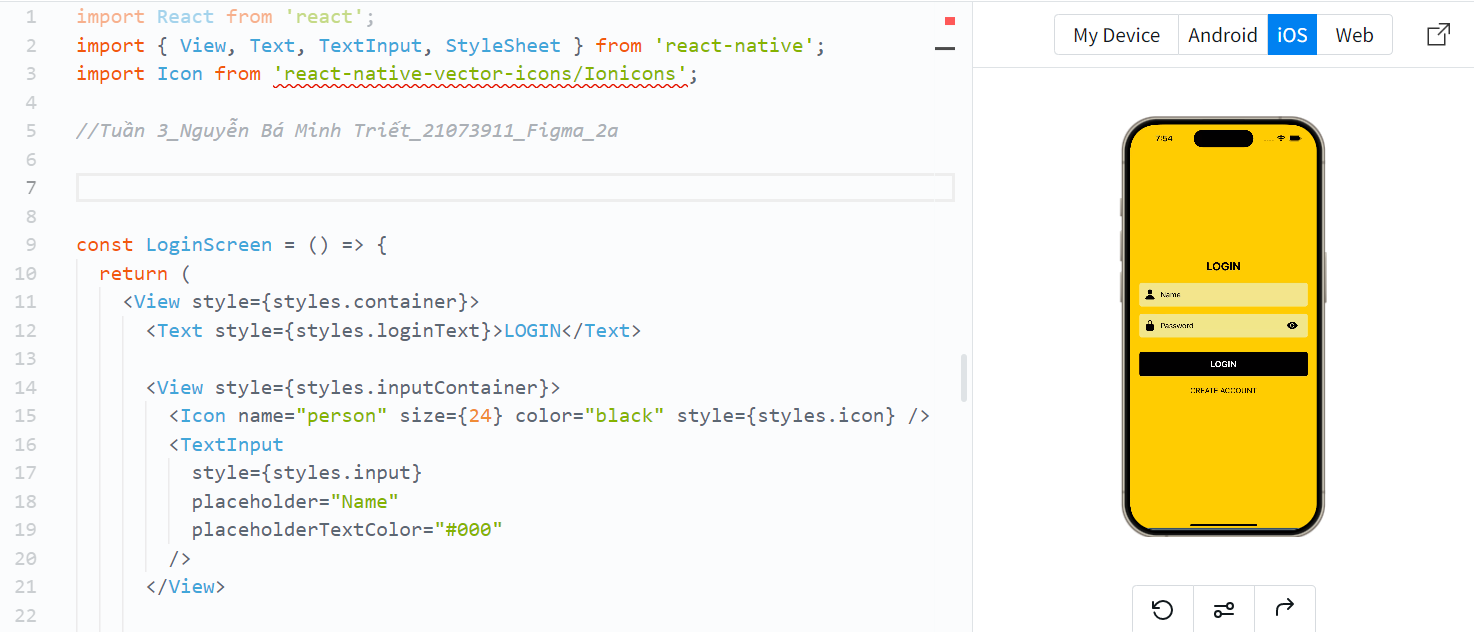 1 import React from 'react';
2 import { View, Text, TextInput, StyleSheet } from 'react-native';
3 import Icon from 'react-native-vector-icons/Ionicons';
4
5 //Tuần 3_Nguyễn Bá Minh Triết_21073911_Figma_2a
6
7
8
9 const LoginScreen = () => {
10 return (
11 <View style={styles.container}>
12 <Text style={styles.loginText}>LOGIN</Text>
13
14 <View style={styles.inputContainer}>
15 <Icon name="person" size={24} color="black" style={styles.icon} />
16 <TextInput
17 style={styles.input}
18 placeholder="Name"
19 placeholderTextColor="#000"
20 />
21 </View>
22
My Device Android iOS Web
7:54
LOGIN
Name
Password
LOGIN
CREATE ACCOUNT